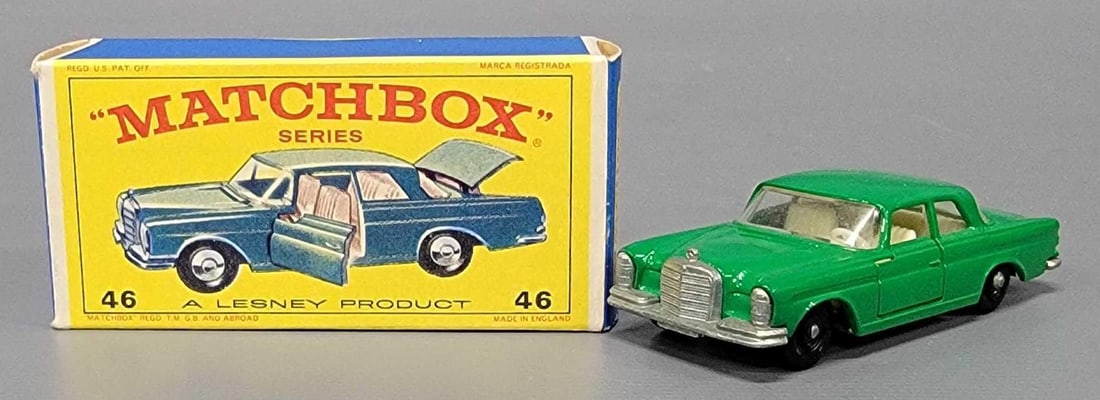 REGD. U.S. PAT. OFF. MARCA REGISTRADA
"MATCHBOX"®
SERIES
46 A LESNEY PRODUCT 46
"MATCHBOX" REGD. T.M. G.B. AND ABROAD MADE IN ENGLAND